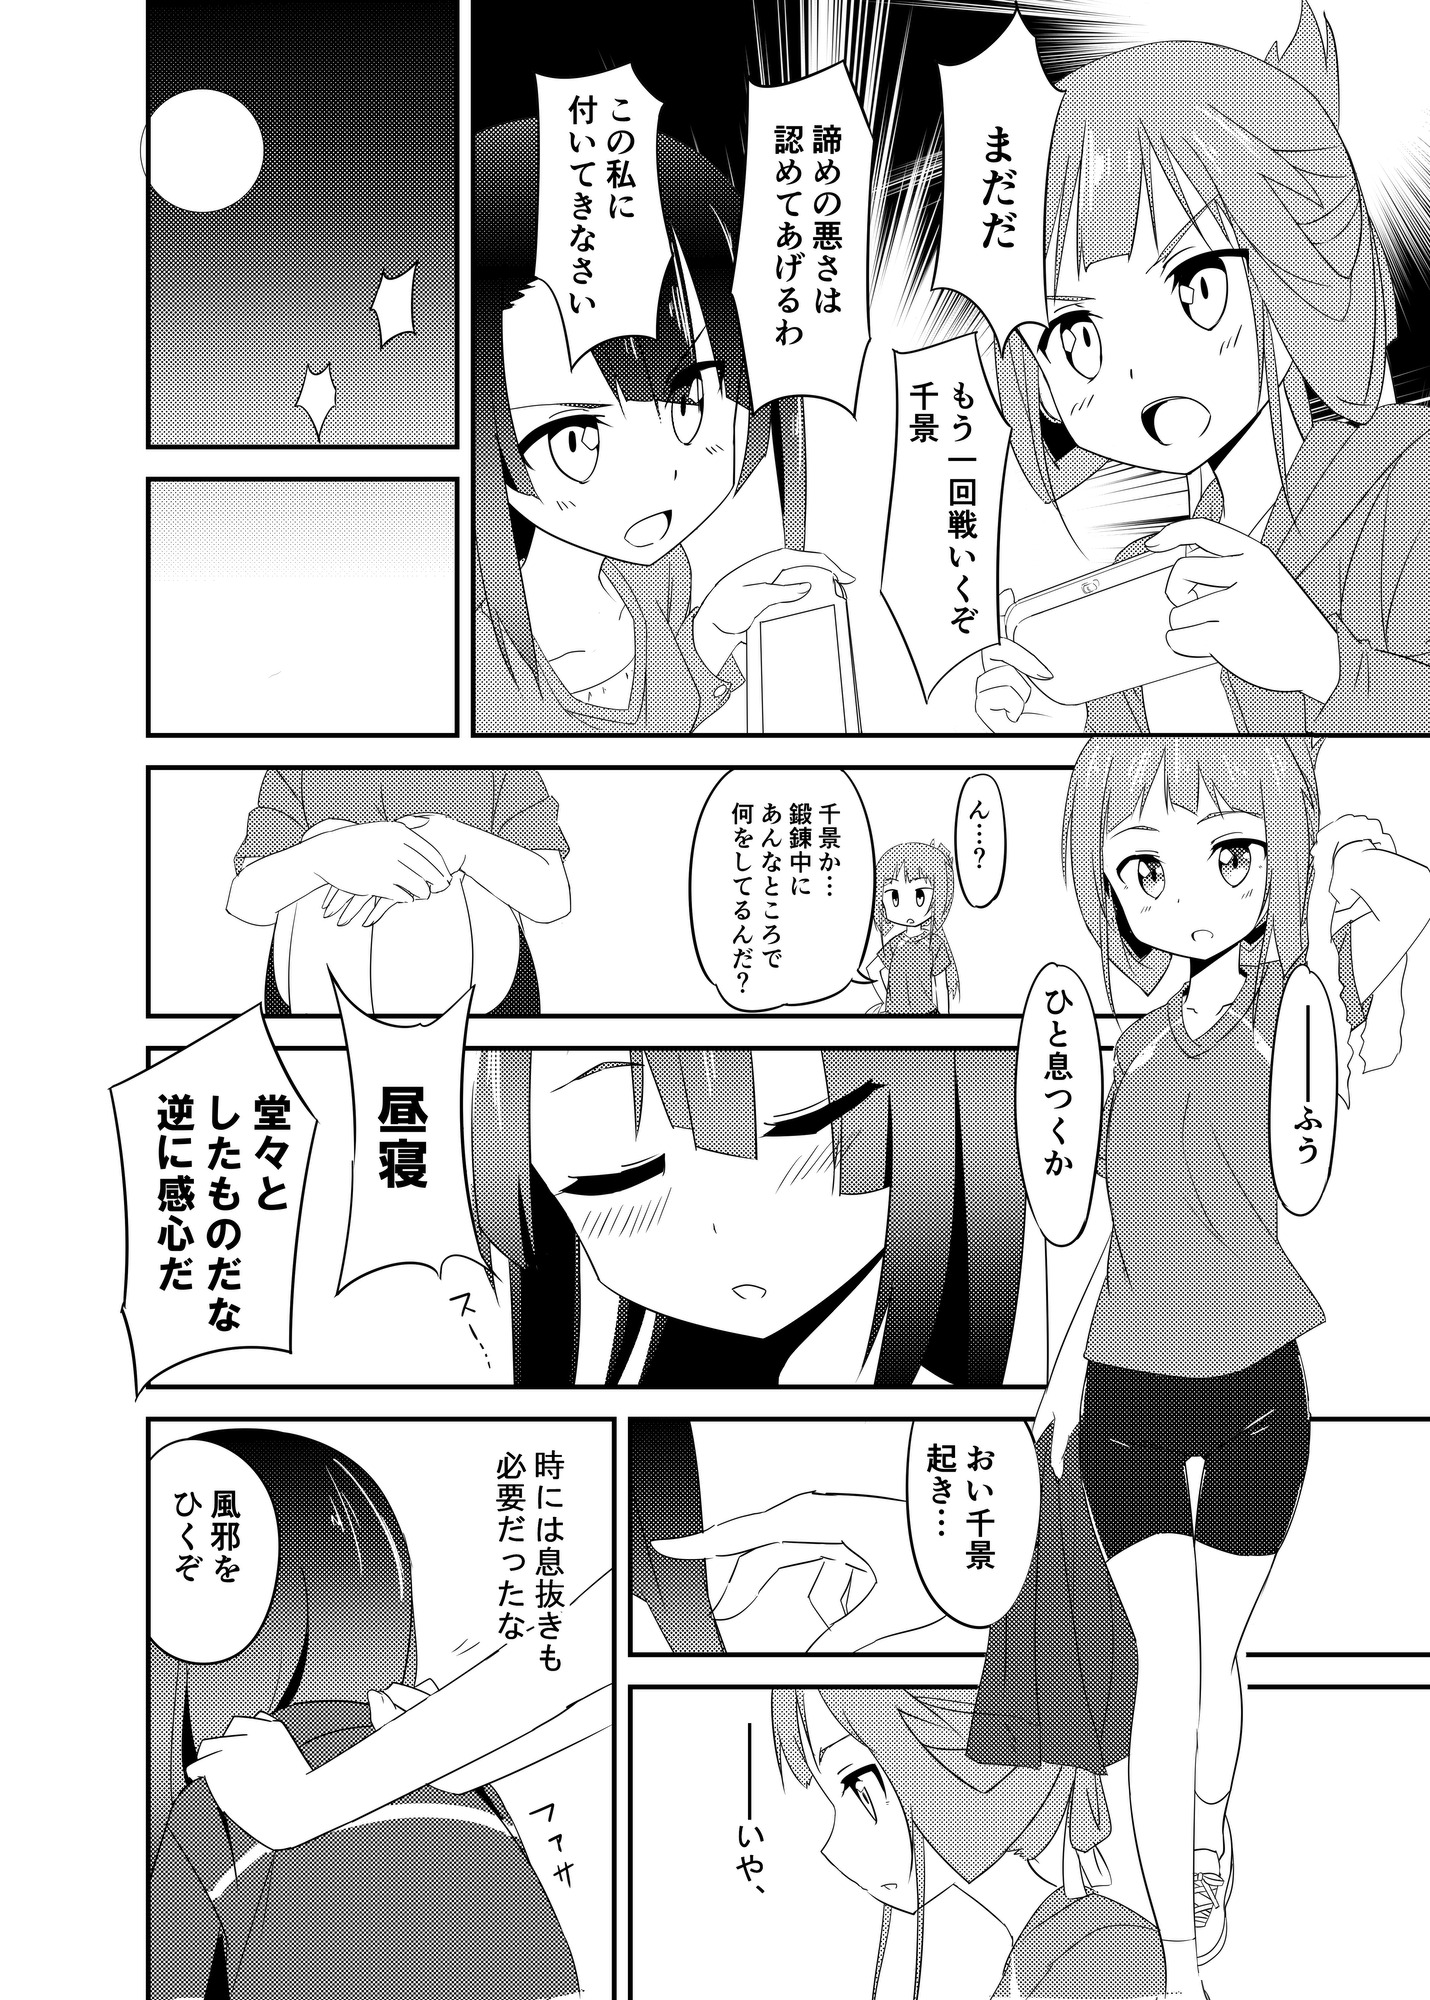 まだだ
もう一回戦いくぞ
千景
諦めの悪さは
認めてあげるわ
この私に
付いてきなさい
――ふう
ひと息つくか
ん…?
千景か…
鍛錬中に
あんなところで
何をしてるんだ?
昼寝
堂々と
したものだな
逆に感心だ
スー…
おい千景
起き…
――いや、
時には息抜きも
必要だったな
ファサ
風邪を
ひくぞ